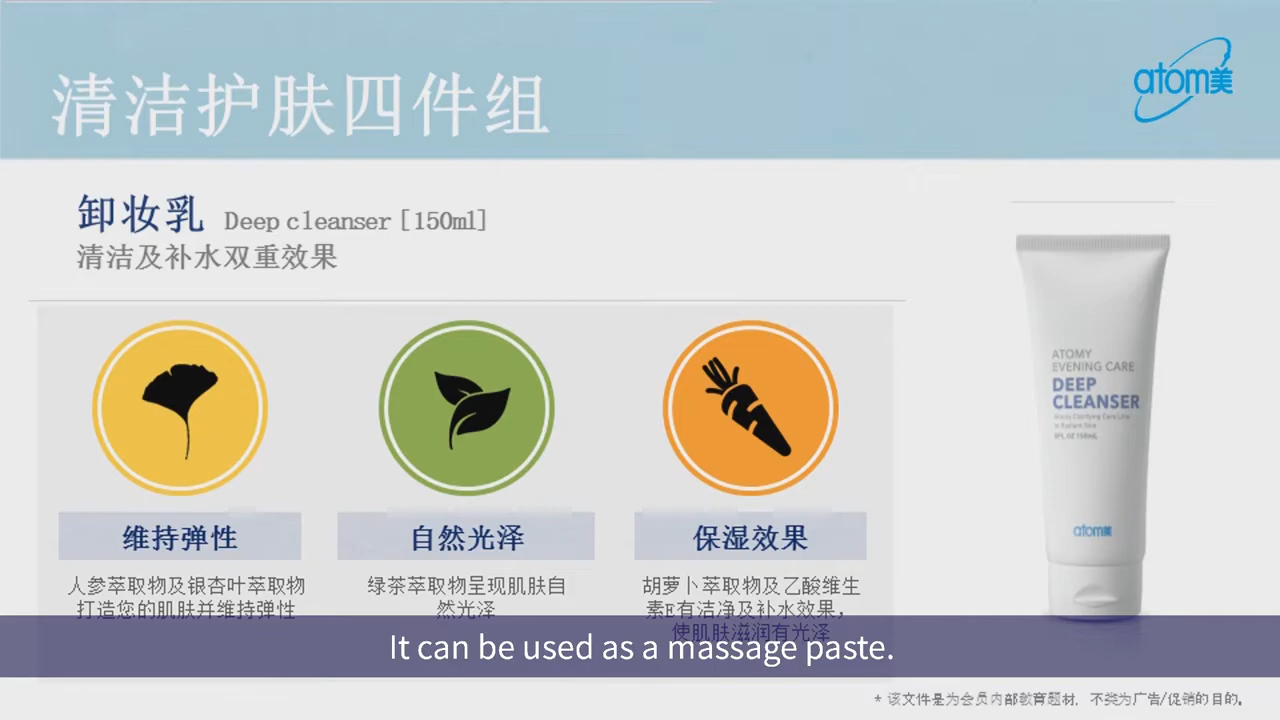 清洁护肤四件组
atom美
卸妆乳 Deep cleanser [150ml]
清洁及补水双重效果
维持弹性
人参萃取物及银杏叶萃取物
打造您的肌肤并维持弹性
自然光泽
绿茶萃取物呈现肌肤自
然光泽
保湿效果
胡萝卜萃取物及乙酸维生
素E有洁净及补水效果，
使肌肤滋润有光泽
ATOMY
EVENING CARE
DEEP
CLEANSER
atom美
It can be used as a massage paste.
* 该文件是为会员内部教育题材，不类为广告/促销的目的。